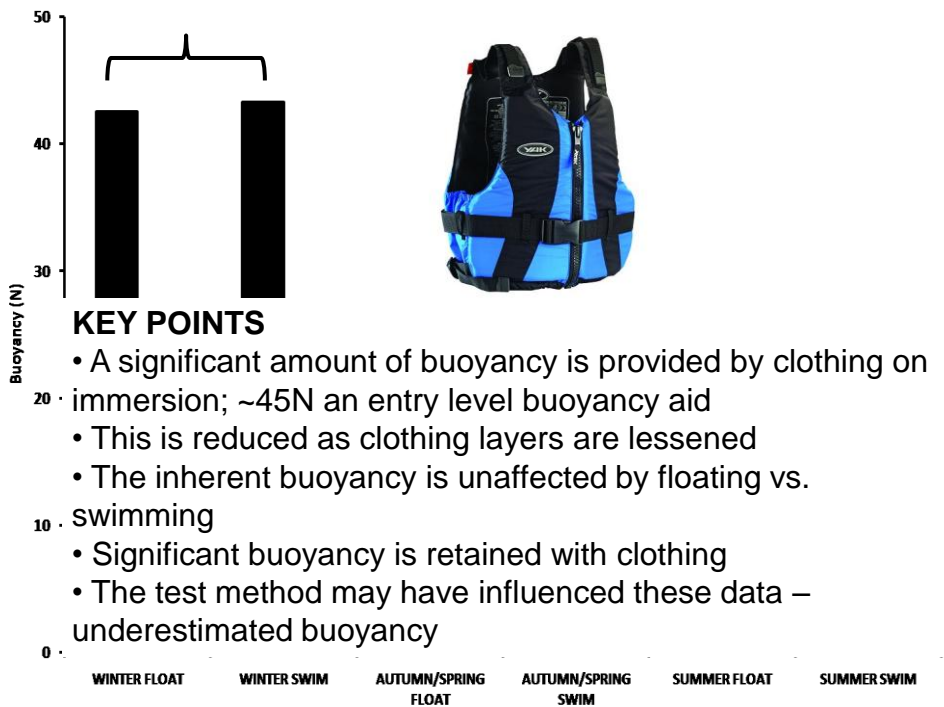 50
40
30
20
10
0
Buoyancy (N)
YAK
KEY POINTS
• A significant amount of buoyancy is provided by clothing on
immersion; ~45N an entry level buoyancy aid
• This is reduced as clothing layers are lessened
• The inherent buoyancy is unaffected by floating vs.
swimming
• Significant buoyancy is retained with clothing
• The test method may have influenced these data –
underestimated buoyancy
WINTER FLOAT
WINTER SWIM
AUTUMN/SPRING
FLOAT
AUTUMN/SPRING
SWIM
SUMMER FLOAT
SUMMER SWIM